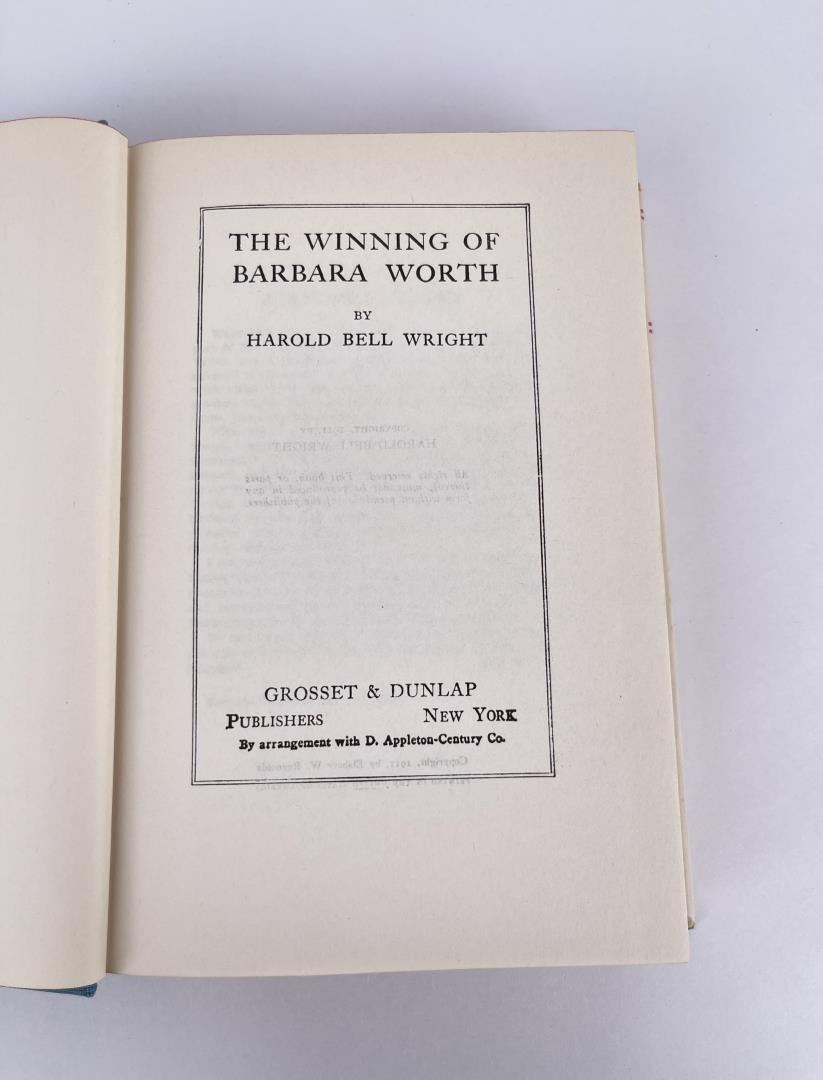 THE WINNING OF
BARBARA WORTH
BY
HAROLD BELL WRIGHT
GROSSET & DUNLAP
PUBLISHERS NEW YORK
By arrangement with D. Appleton-Century Co.